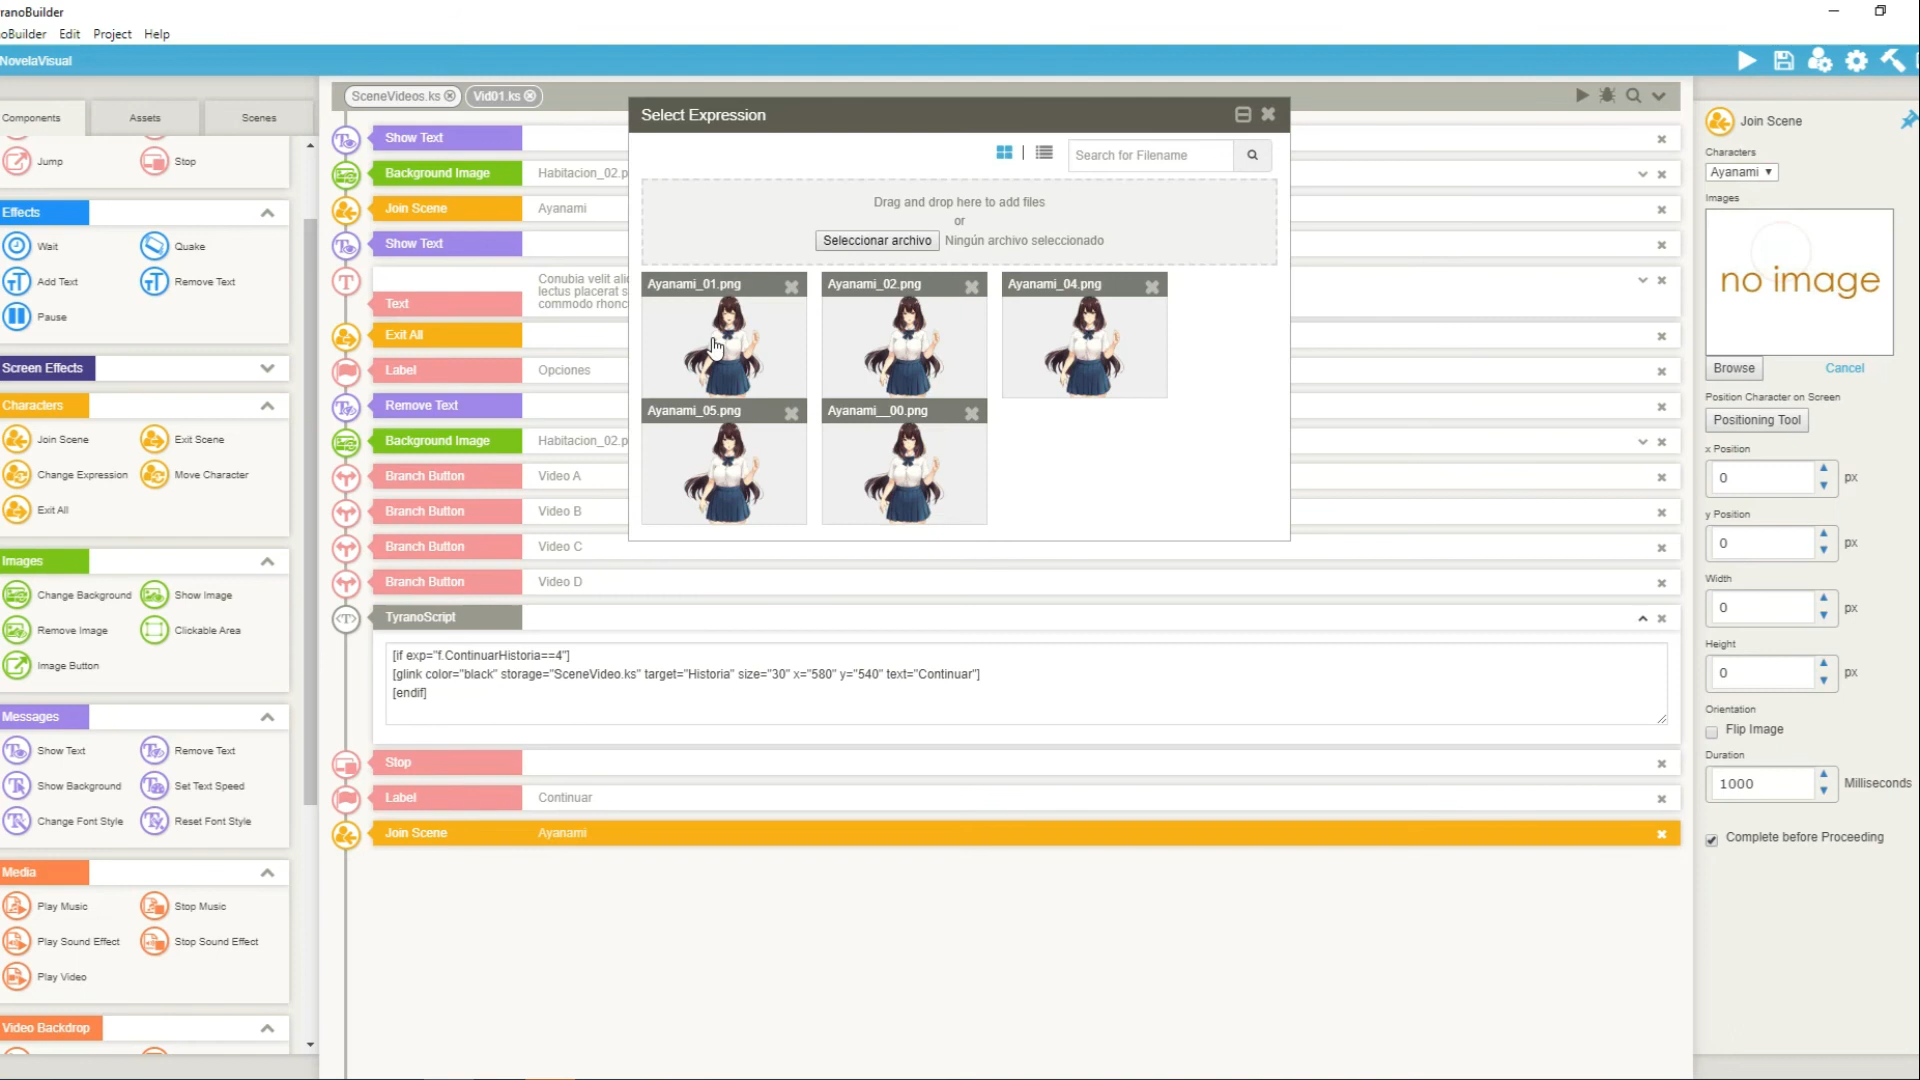 ranoBuilder
oBuilder Edit Project Help
NovelaVisual
Components Assets Scenes
Jump Stop
Effects
Wait Quake
Add Text Remove Text
Pause
Screen Effects
Characters
Join Scene Exit Scene
Change Expression Move Character
Exit All
Images
Change Background Show Image
Remove Image Clickable Area
Image Button
Messages
Show Text Remove Text
Show Background Set Text Speed
Change Font Style Reset Font Style
Media
Play Music Stop Music
Play Sound Effect Stop Sound Effect
Play Video
Video Backdrop
SceneVideos.ks Vid01.ks
Show Text
Background Image Habitacion_02.p
Join Scene Ayanami
Show Text
Conubia velit ali
lectus placerat s
commodo rhonc
Text
Exit All
Label Opciones
Remove Text
Background Image Habitacion_02.p
Branch Button Video A
Branch Button Video B
Branch Button Video C
Branch Button Video D
<T> TyranoScript
[if exp="f.ContinuarHistoria==4"]
[glink color="black" storage="SceneVideo.ks" target="Historia" size="30" x="580" y="540" text="Continuar"]
[endif]
Stop
Label Continuar
Join Scene Ayanami
Select Expression
Search for Filename
Drag and drop here to add files
or
Seleccionar archivo Ningún archivo seleccionado
Ayanami_01.png Ayanami_02.png Ayanami_04.png
Ayanami_05.png Ayanami__00.png
Join Scene
Characters
Ayanami
Images
no image
Browse Cancel
Position Character on Screen
Positioning Tool
x Position
0 px
y Position
0 px
Width
0 px
Height
0 px
Orientation
Flip Image
Duration
1000 Milliseconds
Complete before Proceeding